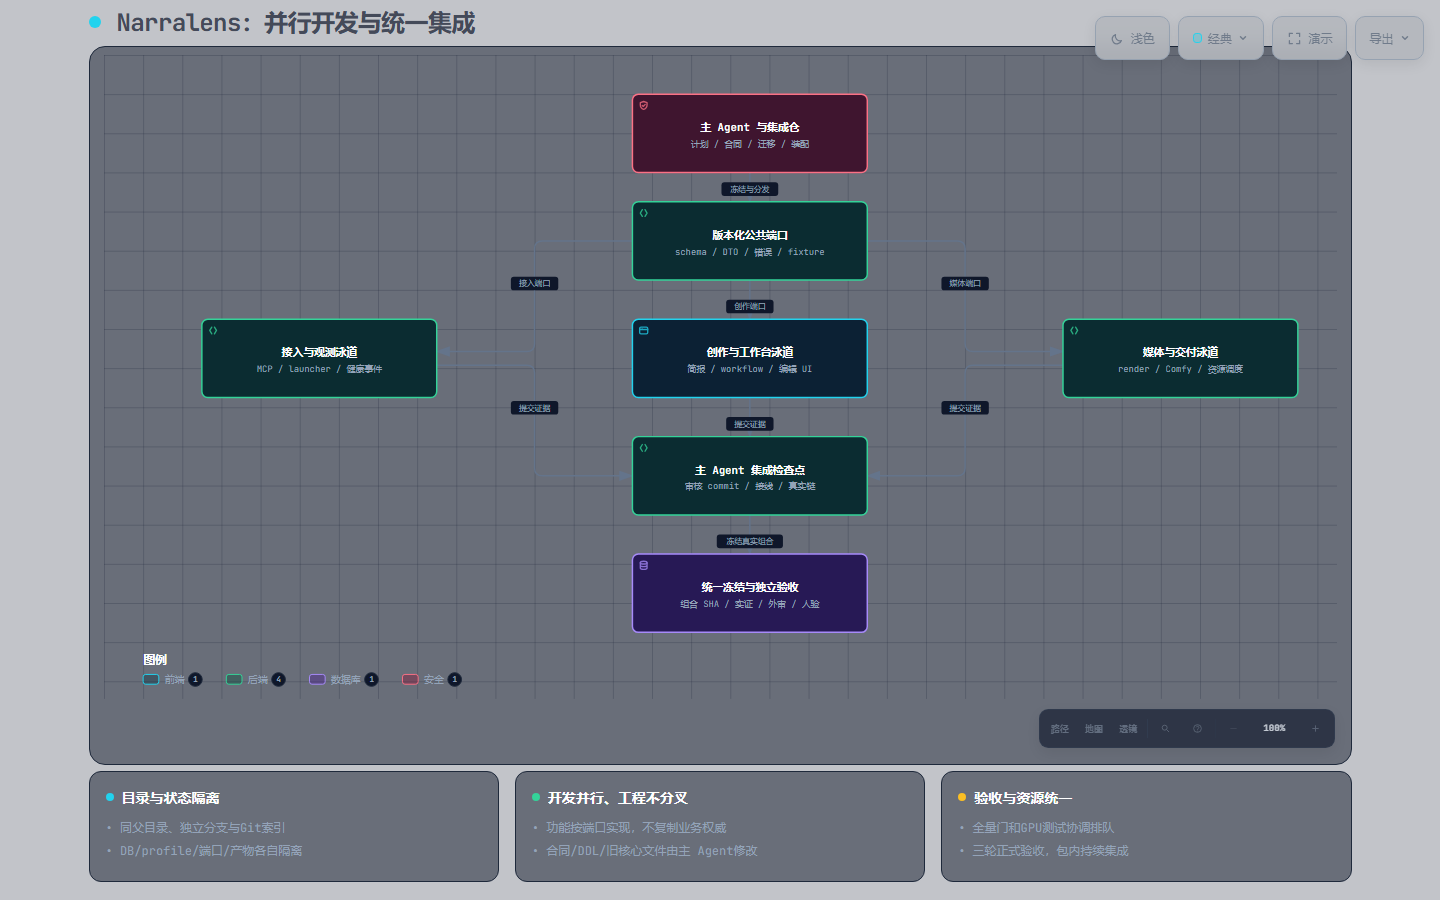 Narralens: 并行开发与统一集成
浅色
经典
演示
导出
主 Agent 与集成仓
计划 / 合同 / 迁移 / 装配
冻结与分发
版本化公共端口
schema / DTO / 错误 / fixture
接入端口
媒体端口
创作端口
接入与观测泳道
MCP / launcher / 健康事件
创作与工作台泳道
简报 / workflow / 编辑 UI
媒体与交付泳道
render / Comfy / 资源调度
提交证据
提交证据
提交证据
主 Agent 集成检查点
审核 commit / 接线 / 真实链
冻结真实组合
统一冻结与独立验收
组合 SHA / 实证 / 外审 / 人验
图例
前端 1
后端 4
数据库 1
安全 1
路径 地图 透镜 − 100% +
目录与状态隔离
• 同父目录、独立分支与Git索引
• DB/profile/端口/产物各自隔离
开发并行、工程不分叉
• 功能按端口实现，不复制业务权威
• 合同/DDL/旧核心文件由主 Agent修改
验收与资源统一
• 全量门和GPU测试协调排队
• 三轮正式验收，包内持续集成